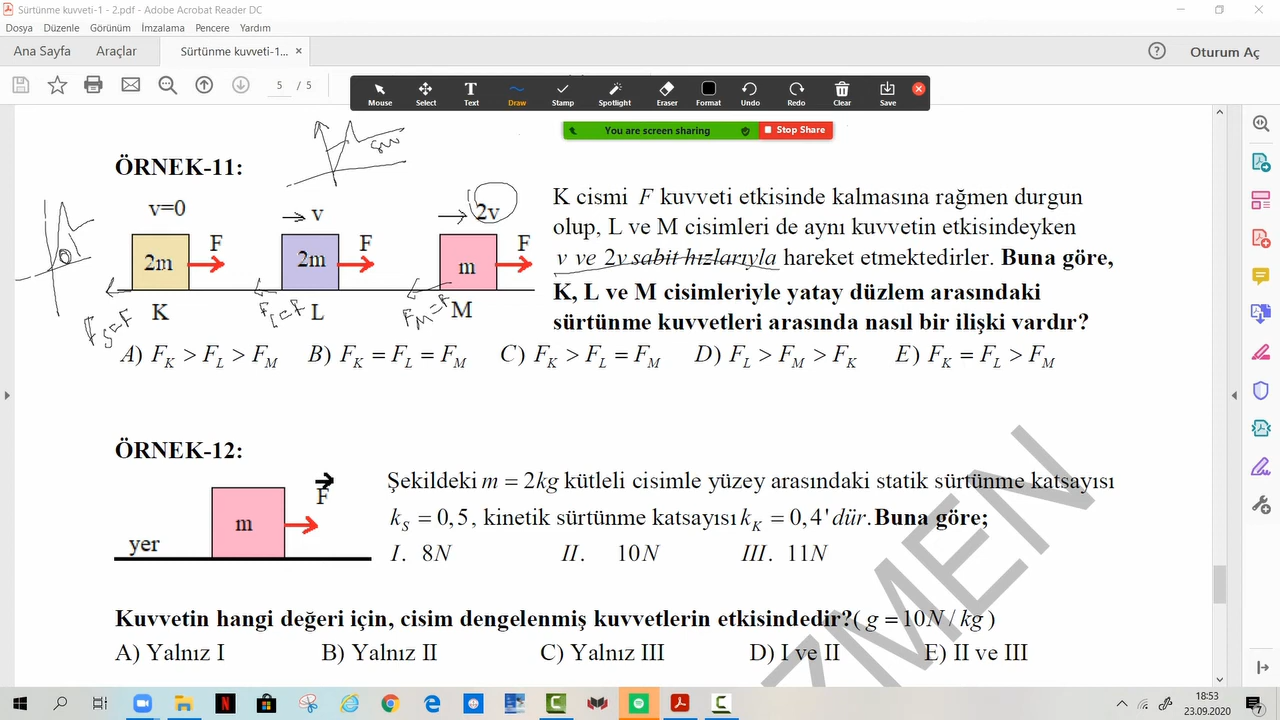 Sürtünme kuvveti-1 - 2.pdf - Adobe Acrobat Reader DC
Dosya Düzenle Görünüm İmzalama Pencere Yardım
Ana Sayfa Araçlar Sürtünme kuvveti-1... × Oturum Aç
5 / 5
Mouse Select Text Draw Stamp Spotlight Eraser Format Undo Redo Clear Save
You are screen sharing Stop Share
ÖRNEK-11:
v=0 v 2v
F F F
2m 2m m
K L M
F_S=F F_L=F F_M=F
K cismi F kuvveti etkisinde kalmasına rağmen durgun
olup, L ve M cisimleri de aynı kuvvetin etkisindeyken
v ve 2v sabit hızlarıyla hareket etmektedirler. Buna göre,
K, L ve M cisimleriyle yatay düzlem arasındaki
sürtünme kuvvetleri arasında nasıl bir ilişki vardır?
A) F_K > F_L > F_M B) F_K = F_L = F_M C) F_K > F_L = F_M D) F_L > F_M > F_K E) F_K = F_L > F_M
ÖRNEK-12:
F
m
yer
Şekildeki m = 2kg kütleli cisimle yüzey arasındaki statik sürtünme katsayısı
k_S = 0,5, kinetik sürtünme katsayısı k_K = 0,4'dür. Buna göre;
I. 8N II. 10N III. 11N
Kuvvetin hangi değeri için, cisim dengelenmiş kuvvetlerin etkisindedir?( g = 10N / kg )
A) Yalnız I B) Yalnız II C) Yalnız III D) I ve II E) II ve III
18:53
23.09.2020
7